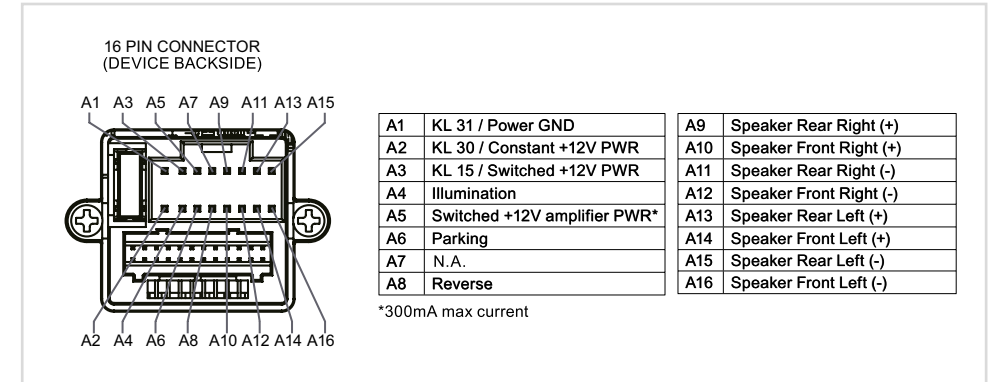 16 PIN CONNECTOR
(DEVICE BACKSIDE)
A1 A3 A5 A7 A9 A11 A13 A15
A2 A4 A6 A8 A10 A12 A14 A16
A1 KL 31 / Power GND
A2 KL 30 / Constant +12V PWR
A3 KL 15 / Switched +12V PWR
A4 Illumination
A5 Switched +12V amplifier PWR*
A6 Parking
A7 N.A.
A8 Reverse
*300mA max current
A9 Speaker Rear Right (+)
A10 Speaker Front Right (+)
A11 Speaker Rear Right (-)
A12 Speaker Front Right (-)
A13 Speaker Rear Left (+)
A14 Speaker Front Left (+)
A15 Speaker Rear Left (-)
A16 Speaker Front Left (-)